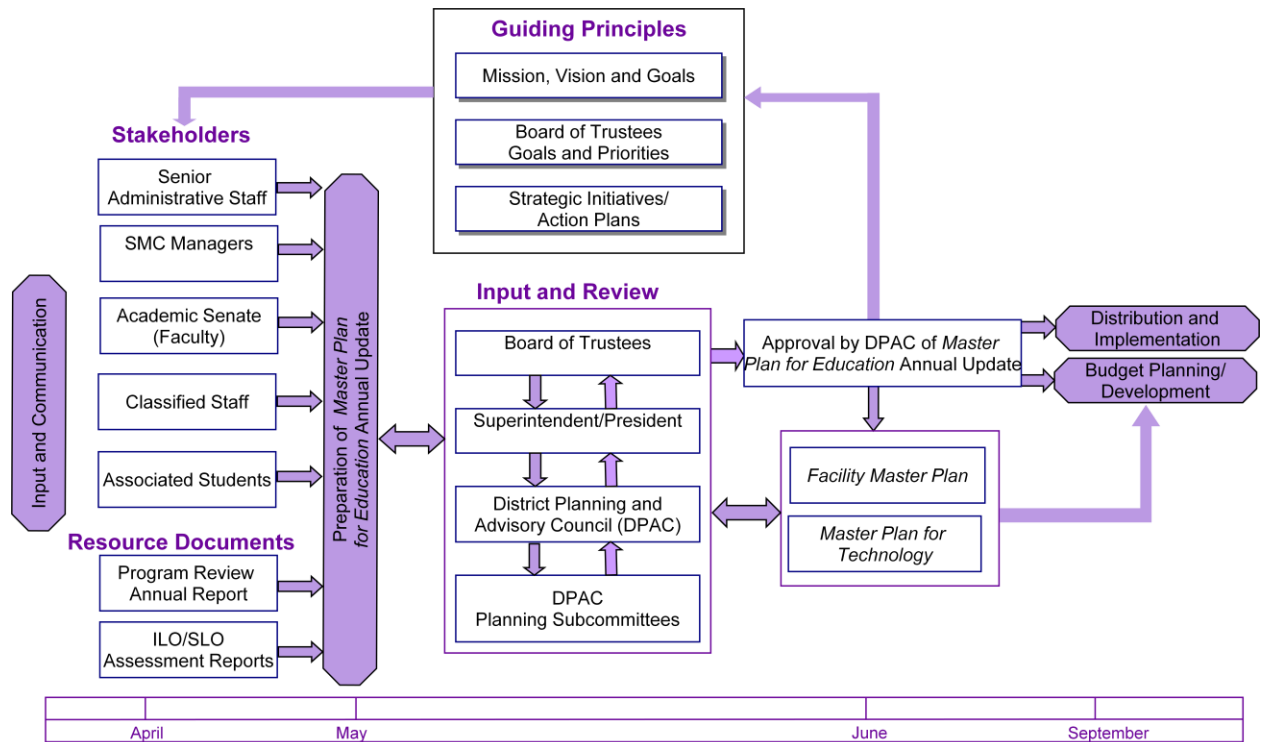 Guiding Principles
Mission, Vision and Goals
Board of Trustees
Goals and Priorities
Strategic Initiatives/
Action Plans
Stakeholders
Senior
Administrative Staff
SMC Managers
Academic Senate
(Faculty)
Classified Staff
Associated Students
Resource Documents
Program Review
Annual Report
ILO/SLO
Assessment Reports
Input and Communication
Preparation of Master Plan
for Education Annual Update
Input and Review
Board of Trustees
Superintendent/President
District Planning and
Advisory Council (DPAC)
DPAC
Planning Subcommittees
Approval by DPAC of Master
Plan for Education Annual Update
Distribution and
Implementation
Budget Planning/
Development
Facility Master Plan
Master Plan for
Technology
April
May
June
September